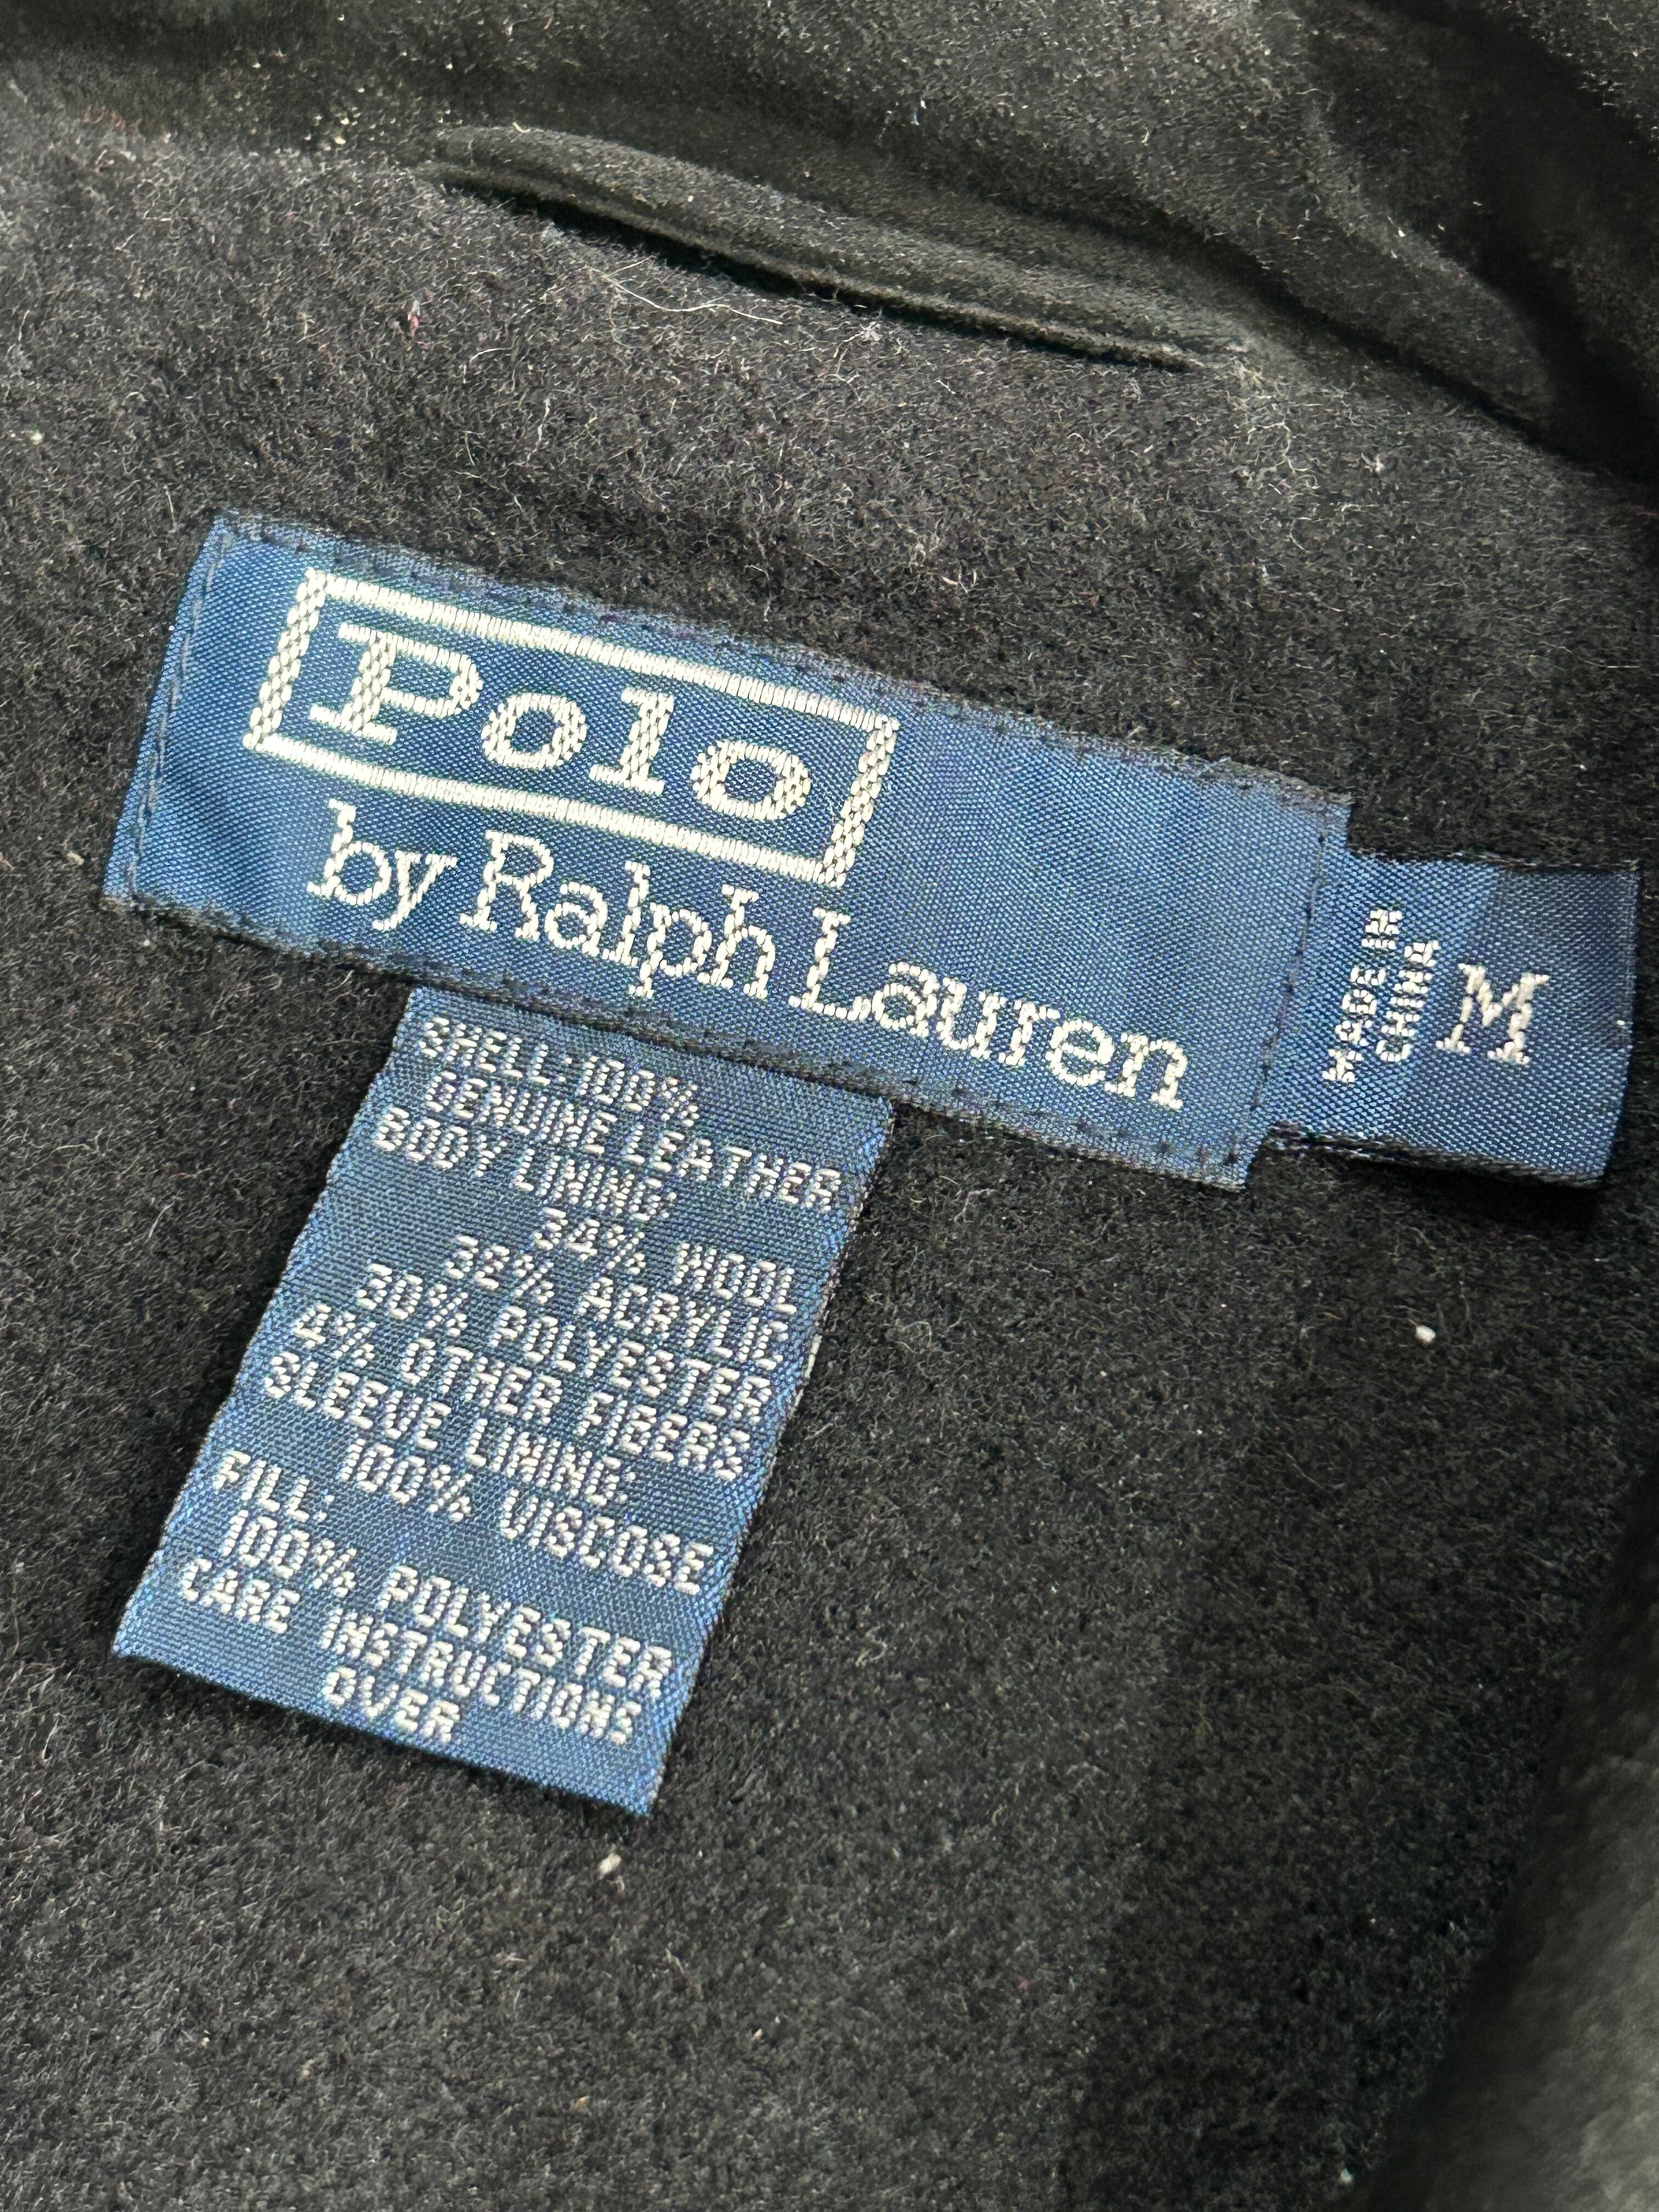 Polo
by Ralph Lauren
MADE IN
CHINA
M
SHELL: 100%
GENUINE LEATHER
BODY LINING:
34% WOOL
32% ACRYLIC
30% POLYESTER
4% OTHER FIBERS
SLEEVE LINING:
100% VISCOSE
FILL:
100% POLYESTER
CARE INSTRUCTIONS
OVER